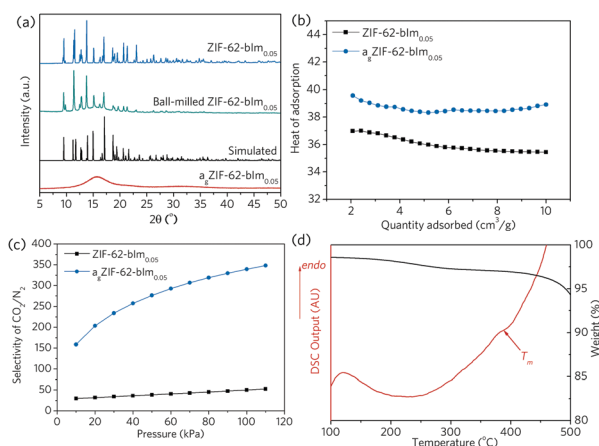 (a)
ZIF-62-bIm0.05
Ball-milled ZIF-62-bIm0.05
Simulated
agZIF-62-bIm0.05
Intensity (a.u.)
5 10 15 20 25 30 35 40 45 50
2θ (°)
(b)
ZIF-62-bIm0.05
agZIF-62-bIm0.05
Heat of adsorption
44
42
40
38
36
34
32
0 2 4 6 8 10
Quantity adsorbed (cm3/g)
(c)
ZIF-62-bIm0.05
agZIF-62-bIm0.05
Selectivity of CO2/N2
400
350
300
250
200
150
100
50
0
0 20 40 60 80 100 120
Pressure (kPa)
(d)
endo
DSC Output (AU)
Tm
100
95
90
85
80
Weight (%)
100 200 300 400 500
Temperature (°C)